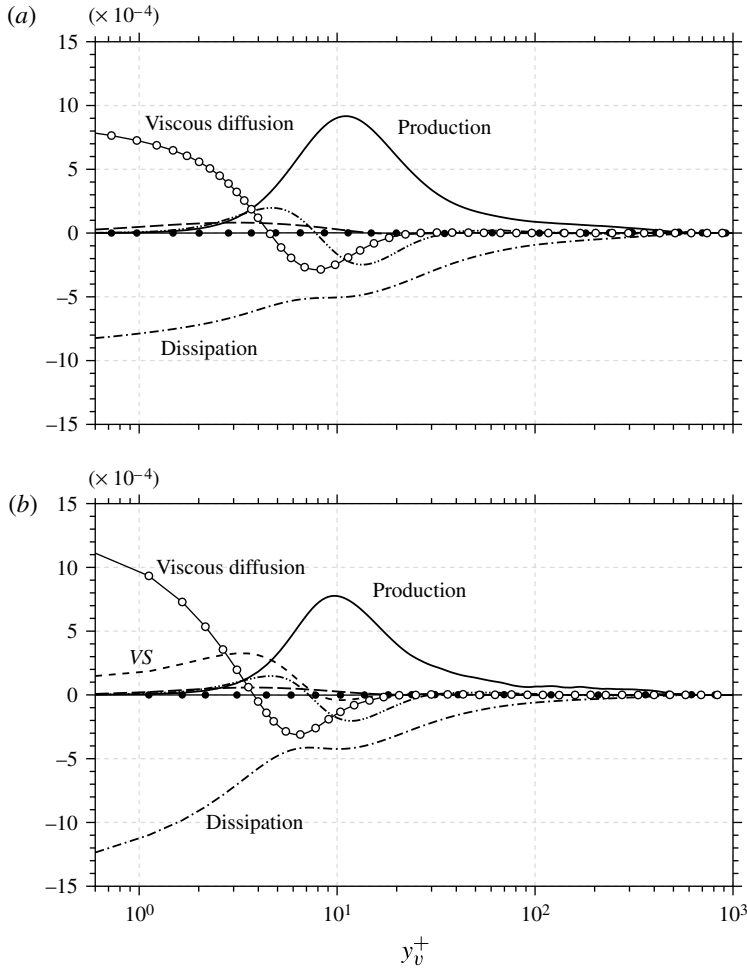 (a)
(× 10⁻⁴)
15
10
5
0
−5
−10
−15
Viscous diffusion
Production
Dissipation
(b)
(× 10⁻⁴)
15
10
5
0
−5
−10
−15
Viscous diffusion
Production
VS
Dissipation
10⁰ 10¹ 10² 10³
y_v^+